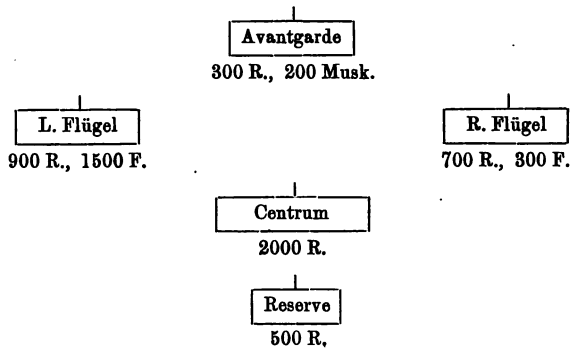 Avantgarde
300 R., 200 Musk.
L. Flügel
900 R., 1500 F.
R. Flügel
700 R., 300 F.
Centrum
2000 R.
Reserve
500 R.